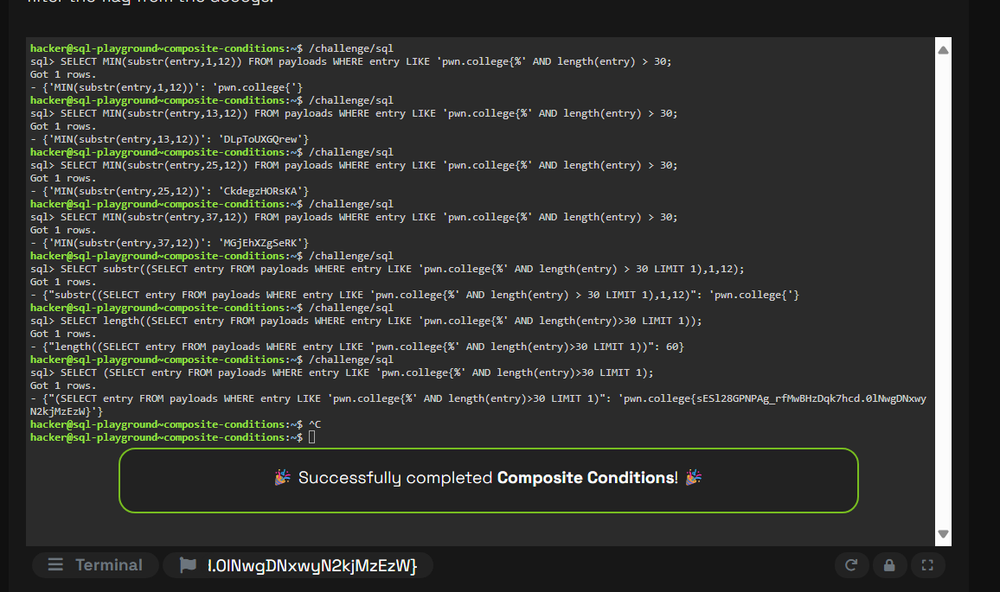 filter the flag from the decoys.
hacker@sql-playground~composite-conditions:~$ /challenge/sql
sql> SELECT MIN(substr(entry,1,12)) FROM payloads WHERE entry LIKE 'pwn.college{%' AND length(entry) > 30;
Got 1 rows.
- {'MIN(substr(entry,1,12))': 'pwn.college{'}
hacker@sql-playground~composite-conditions:~$ /challenge/sql
sql> SELECT MIN(substr(entry,13,12)) FROM payloads WHERE entry LIKE 'pwn.college{%' AND length(entry) > 30;
Got 1 rows.
- {'MIN(substr(entry,13,12))': 'DLpToUXGQrew'}
hacker@sql-playground~composite-conditions:~$ /challenge/sql
sql> SELECT MIN(substr(entry,25,12)) FROM payloads WHERE entry LIKE 'pwn.college{%' AND length(entry) > 30;
Got 1 rows.
- {'MIN(substr(entry,25,12))': 'CkdegzHORsKA'}
hacker@sql-playground~composite-conditions:~$ /challenge/sql
sql> SELECT MIN(substr(entry,37,12)) FROM payloads WHERE entry LIKE 'pwn.college{%' AND length(entry) > 30;
Got 1 rows.
- {'MIN(substr(entry,37,12))': 'MGjEhXZgSeRK'}
hacker@sql-playground~composite-conditions:~$ /challenge/sql
sql> SELECT substr((SELECT entry FROM payloads WHERE entry LIKE 'pwn.college{%' AND length(entry) > 30 LIMIT 1),1,12);
Got 1 rows.
- {"substr((SELECT entry FROM payloads WHERE entry LIKE 'pwn.college{%' AND length(entry) > 30 LIMIT 1),1,12)": 'pwn.college{'}
hacker@sql-playground~composite-conditions:~$ /challenge/sql
sql> SELECT length((SELECT entry FROM payloads WHERE entry LIKE 'pwn.college{%' AND length(entry)>30 LIMIT 1));
Got 1 rows.
- {"length((SELECT entry FROM payloads WHERE entry LIKE 'pwn.college{%' AND length(entry)>30 LIMIT 1))": 60}
hacker@sql-playground~composite-conditions:~$ /challenge/sql
sql> SELECT (SELECT entry FROM payloads WHERE entry LIKE 'pwn.college{%' AND length(entry)>30 LIMIT 1);
Got 1 rows.
- {"(SELECT entry FROM payloads WHERE entry LIKE 'pwn.college{%' AND length(entry)>30 LIMIT 1)": 'pwn.college{sESl28GPNPAg_rfMwBHzDqk7hcd.0lNwgDNxwy
N2kjMzEzW}'}
hacker@sql-playground~composite-conditions:~$ ^C
hacker@sql-playground~composite-conditions:~$
🎉 Successfully completed Composite Conditions! 🎉
Terminal
d.0lNwgDNxwyN2kjMzEzW}